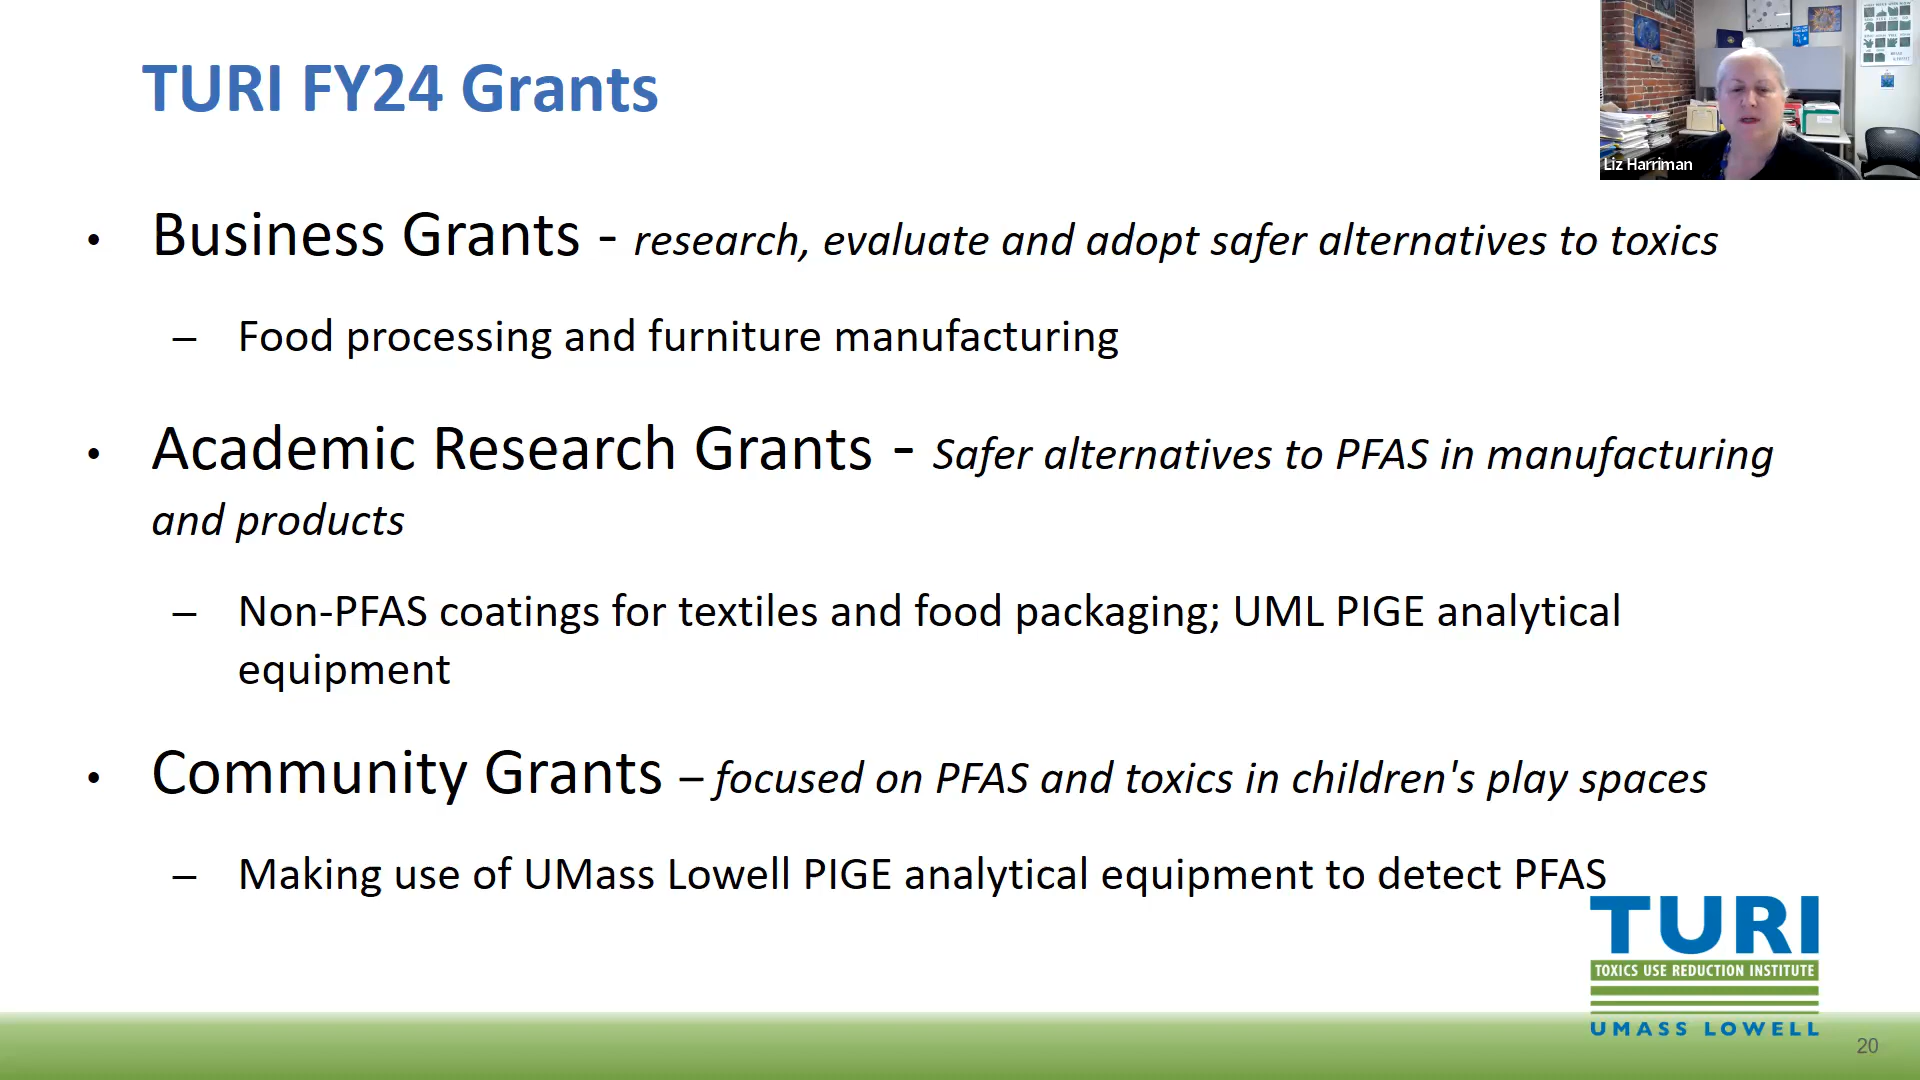 TURI FY24 Grants
Liz Harriman
• Business Grants - research, evaluate and adopt safer alternatives to toxics
– Food processing and furniture manufacturing
• Academic Research Grants - Safer alternatives to PFAS in manufacturing
and products
– Non-PFAS coatings for textiles and food packaging; UML PIGE analytical
equipment
• Community Grants – focused on PFAS and toxics in children's play spaces
– Making use of UMass Lowell PIGE analytical equipment to detect PFAS
TURI
TOXICS USE REDUCTION INSTITUTE
UMASS LOWELL
20